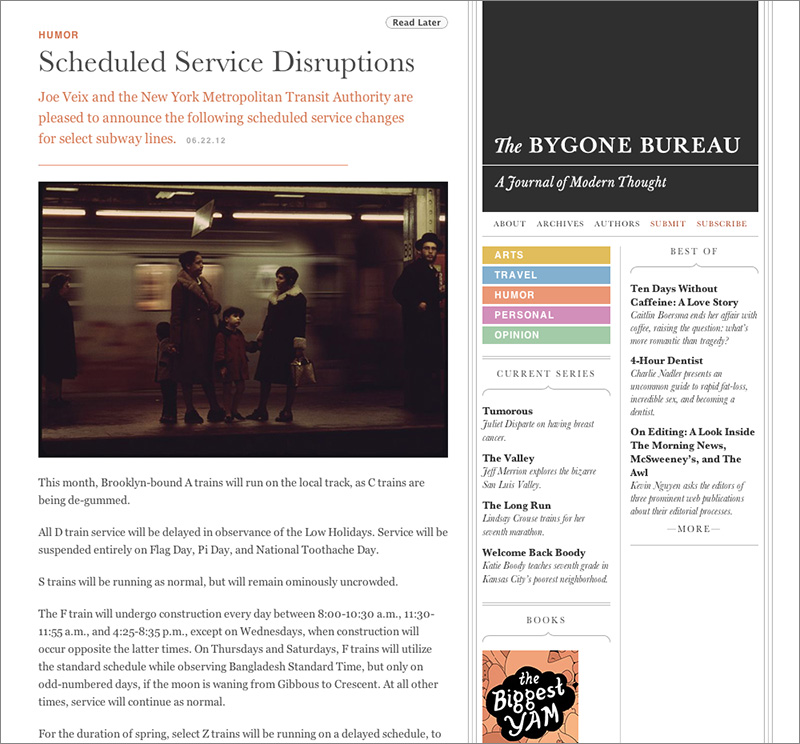 Read Later
HUMOR
Scheduled Service Disruptions
Joe Veix and the New York Metropolitan Transit Authority are
pleased to announce the following scheduled service changes
for select subway lines. 06.22.12
This month, Brooklyn-bound A trains will run on the local track, as C trains are
being de-gummed.
All D train service will be delayed in observance of the Low Holidays. Service will be
suspended entirely on Flag Day, Pi Day, and National Toothache Day.
S trains will be running as normal, but will remain ominously uncrowded.
The F train will undergo construction every day between 8:00-10:30 a.m., 11:30-
11:55 a.m., and 4:25-8:35 p.m., except on Wednesdays, when construction will
occur opposite the latter times. On Thursdays and Saturdays, F trains will utilize
the standard schedule while observing Bangladesh Standard Time, but only on
odd-numbered days, if the moon is waning from Gibbous to Crescent. At all other
times, service will continue as normal.
For the duration of spring, select Z trains will be running on a delayed schedule, to
The BYGONE BUREAU
A Journal of Modern Thought
ABOUT ARCHIVES AUTHORS SUBMIT SUBSCRIBE
ARTS
TRAVEL
HUMOR
PERSONAL
OPINION
CURRENT SERIES
Tumorous
Juliet Disparte on having breast
cancer.
The Valley
Jeff Merrion explores the bizarre
San Luis Valley.
The Long Run
Lindsay Crouse trains for her
seventh marathon.
Welcome Back Boody
Katie Boody teaches seventh grade in
Kansas City's poorest neighborhood.
BOOKS
the
Biggest
YAM
BEST OF
Ten Days Without
Caffeine: A Love Story
Caitlin Boersma ends her affair with
coffee, raising the question: what's
more romantic than tragedy?
4-Hour Dentist
Charlie Nadler presents an
uncommon guide to rapid fat-loss,
incredible sex, and becoming a
dentist.
On Editing: A Look Inside
The Morning News,
McSweeney's, and The
Awl
Kevin Nguyen asks the editors of
three prominent web publications
about their editorial processes.
—MORE—